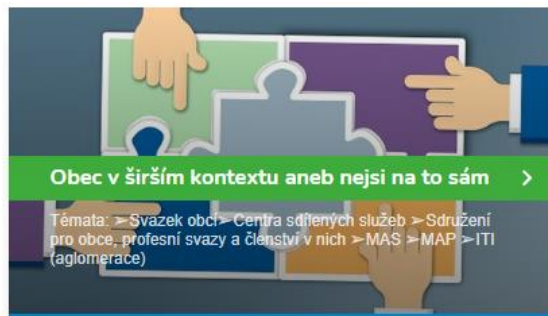 Obec v širším kontextu aneb nejsi na to sám >
Témata: ➢Svazek obcí➢Centra sdílených služeb ➢Sdružení
pro obce, profesní svazy a členství v nich ➢MAS ➢MAP ➢ITI
(aglomerace)